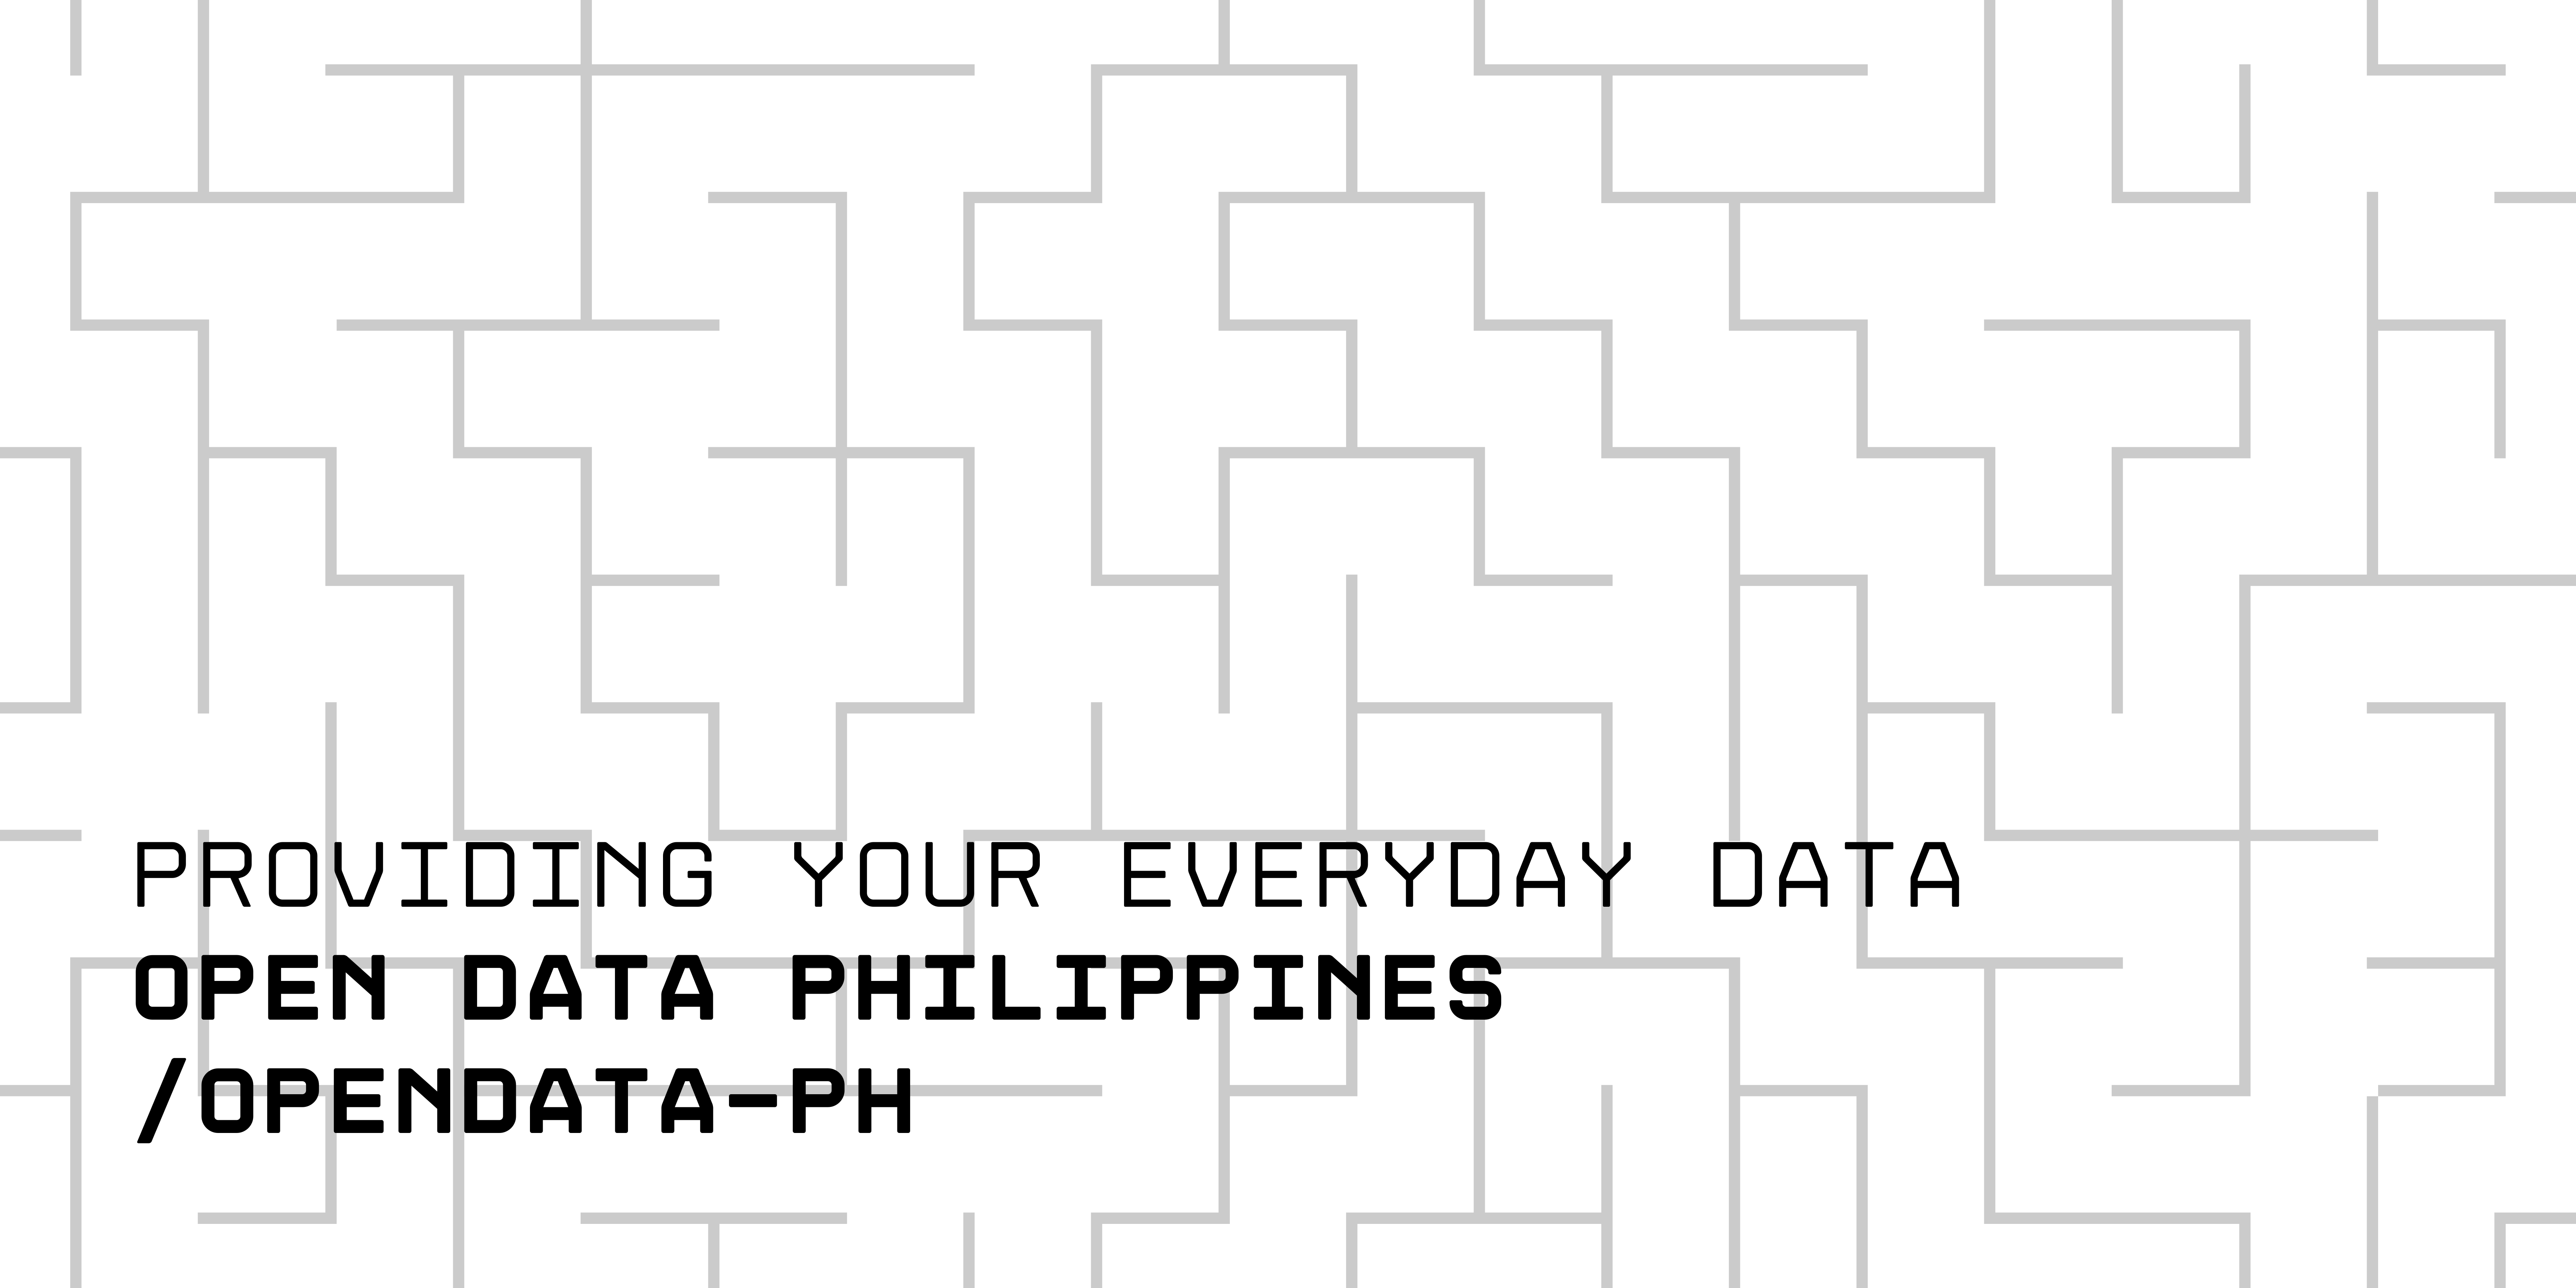 PROVIDING YOUR EVERYDAY DATA
OPEN DATA PHILIPPINES
/OPENDATA-PH